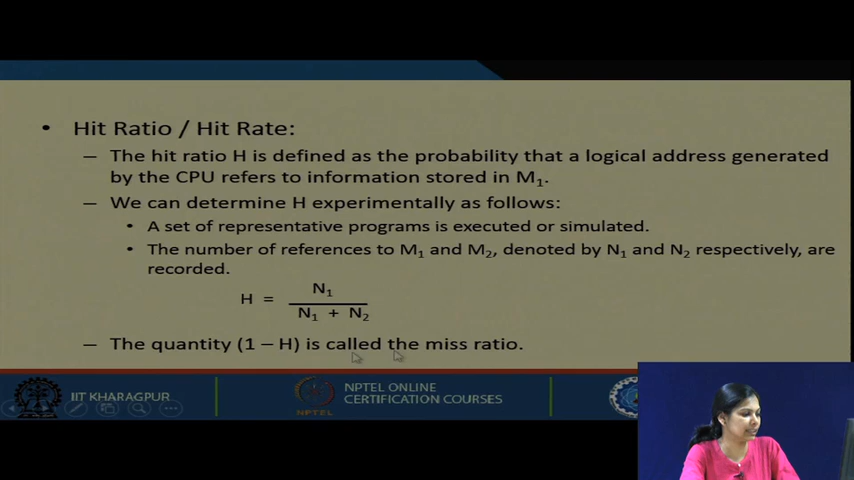 • Hit Ratio / Hit Rate:
– The hit ratio H is defined as the probability that a logical address generated
by the CPU refers to information stored in M₁.
– We can determine H experimentally as follows:
• A set of representative programs is executed or simulated.
• The number of references to M₁ and M₂, denoted by N₁ and N₂ respectively, are
recorded.
H = N₁
N₁ + N₂
– The quantity (1 – H) is called the miss ratio.
IIT KHARAGPUR
NPTEL
NPTEL ONLINE
CERTIFICATION COURSES